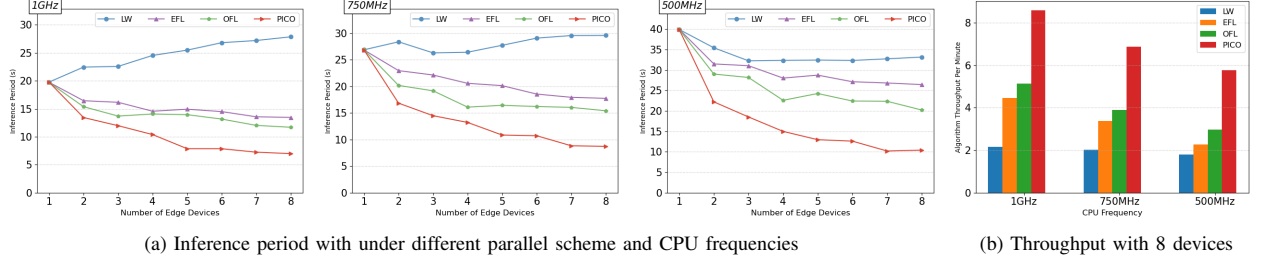 1GHz
LW EFL OFL PICO
Inference Period (s)
30
25
20
15
10
5
0
1 2 3 4 5 6 7 8
Number of Edge Devices
750MHz
LW EFL OFL PICO
Inference Period (s)
30
25
20
15
10
5
0
1 2 3 4 5 6 7 8
Number of Edge Devices
500MHz
LW EFL OFL PICO
Inference Period (s)
40
35
30
25
20
15
10
5
0
1 2 3 4 5 6 7 8
Number of Edge Devices
LW
EFL
OFL
PICO
Algorithm Throughput Per Minute
8
6
4
2
0
1GHz 750MHz 500MHz
CPU Frequency
(a) Inference period with under different parallel scheme and CPU frequencies
(b) Throughput with 8 devices